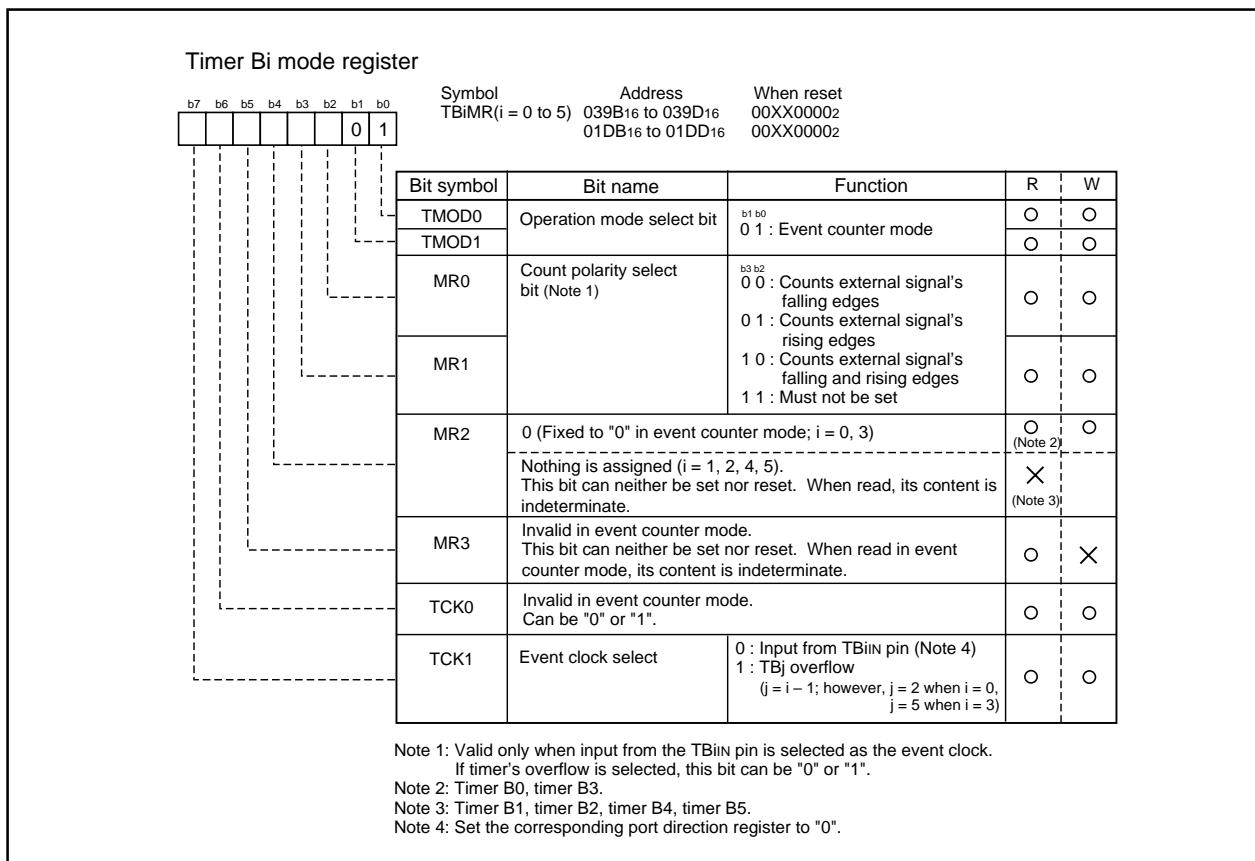 Timer Bi mode register
Symbol Address When reset
TBiMR(i = 0 to 5) 039B16 to 039D16 00XX00002
01DB16 to 01DD16 00XX00002
b7 b6 b5 b4 b3 b2 b1 b0
0 1
Bit symbol Bit name Function R W
TMOD0 Operation mode select bit b1 b0
0 1 : Event counter mode
TMOD1
MR0 Count polarity select
bit (Note 1)
b3 b2
0 0 : Counts external signal's
falling edges
0 1 : Counts external signal's
rising edges
MR1 1 0 : Counts external signal's
falling and rising edges
1 1 : Must not be set
MR2 0 (Fixed to "0" in event counter mode; i = 0, 3) (Note 2)
Nothing is assigned (i = 1, 2, 4, 5).
This bit can neither be set nor reset. When read, its content is
indeterminate. (Note 3)
MR3 Invalid in event counter mode.
This bit can neither be set nor reset. When read in event
counter mode, its content is indeterminate.
TCK0 Invalid in event counter mode.
Can be "0" or "1".
TCK1 Event clock select 0 : Input from TBiIN pin (Note 4)
1 : TBj overflow
(j = i – 1; however, j = 2 when i = 0,
j = 5 when i = 3)
Note 1: Valid only when input from the TBiIN pin is selected as the event clock.
If timer's overflow is selected, this bit can be "0" or "1".
Note 2: Timer B0, timer B3.
Note 3: Timer B1, timer B2, timer B4, timer B5.
Note 4: Set the corresponding port direction register to "0".